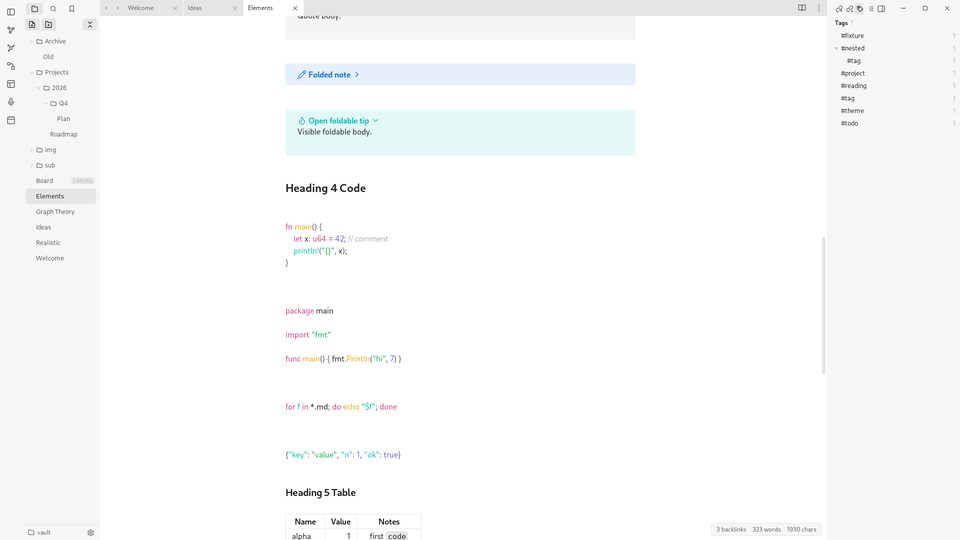 Welcome
Ideas
Elements
Archive
Old
Projects
2026
Q4
Plan
Roadmap
img
sub
Board
CANVAS
Elements
Graph Theory
Ideas
Realistic
Welcome
vault
Quote body.
Folded note
Open foldable tip
Visible foldable body.
Heading 4 Code
fn main() {
let x: u64 = 42; // comment
println!("{}", x);
}
package main
import "fmt"
func main() { fmt.Println("hi", 7) }
for f in *.md; do echo "$f"; done
{"key": "value", "n": 1, "ok": true}
Heading 5 Table
Name Value Notes
alpha 1 first code
3 backlinks 323 words 1930 chars
Tags 7
#fixture 1
#nested 1
#tag 1
#project 1
#reading 1
#tag 1
#theme 1
#todo 1